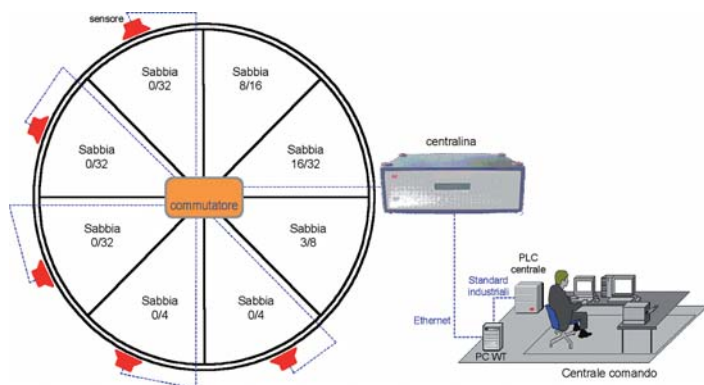 sensore
Sabbia
0/32
Sabbia
8/16
Sabbia
0/32
Sabbia
16/32
commutatore
Sabbia
0/32
Sabbia
3/8
Sabbia
0/4
Sabbia
0/4
centralina
PLC
centrale
Standard
industriali
Ethernet
PC WT
Centrale comando